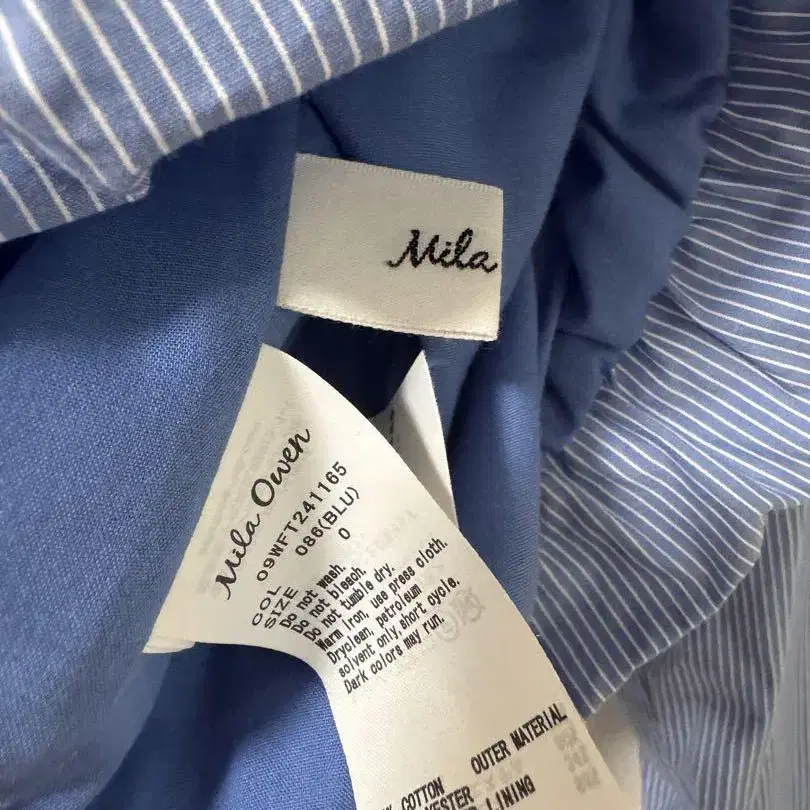 Mila
Mila Owen
09WFT241165
COL 086(BLU)
SIZE 0
Do not wash.
Do not bleach.
Do not tumble dry.
Warm iron, use press cloth.
Dryclean, petroleum
solvent only, short cycle.
Dark colors may run.
OUTER MATERIAL
COTTON
LINING